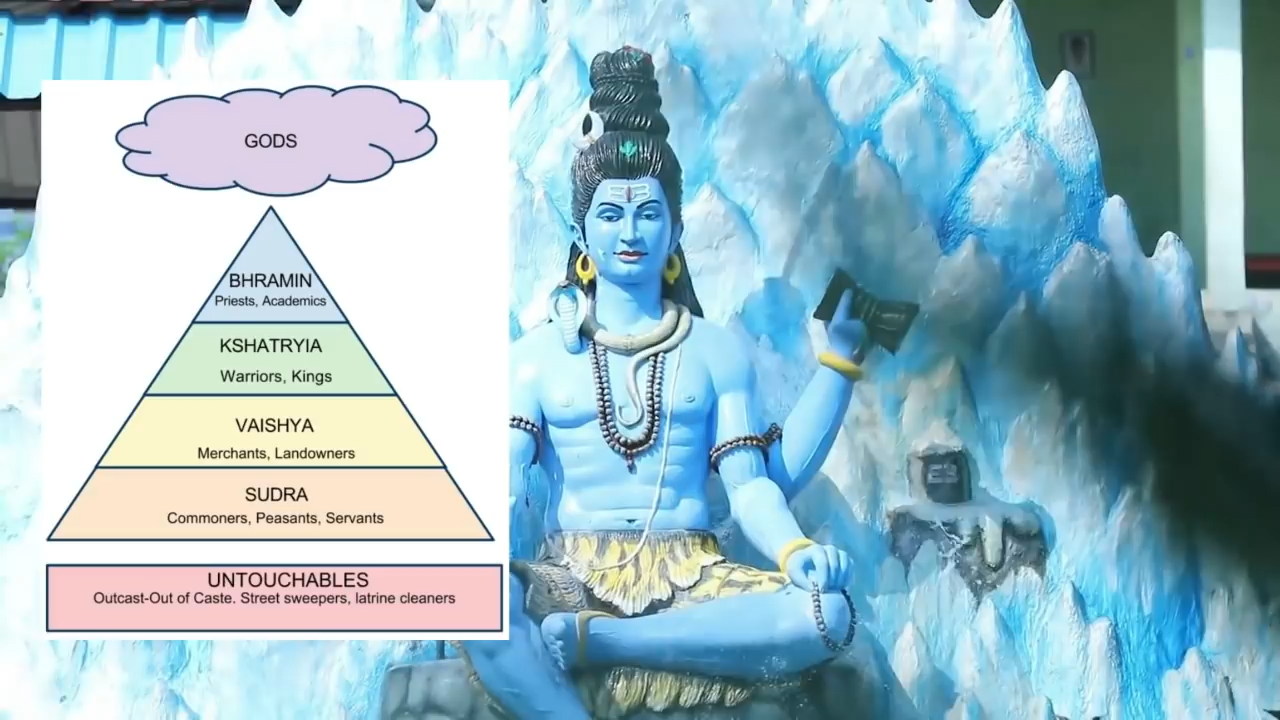 GODS
BHRAMIN
Priests, Academics
KSHATRYIA
Warriors, Kings
VAISHYA
Merchants, Landowners
SUDRA
Commoners, Peasants, Servants
UNTOUCHABLES
Outcast-Out of Caste. Street sweepers, latrine cleaners